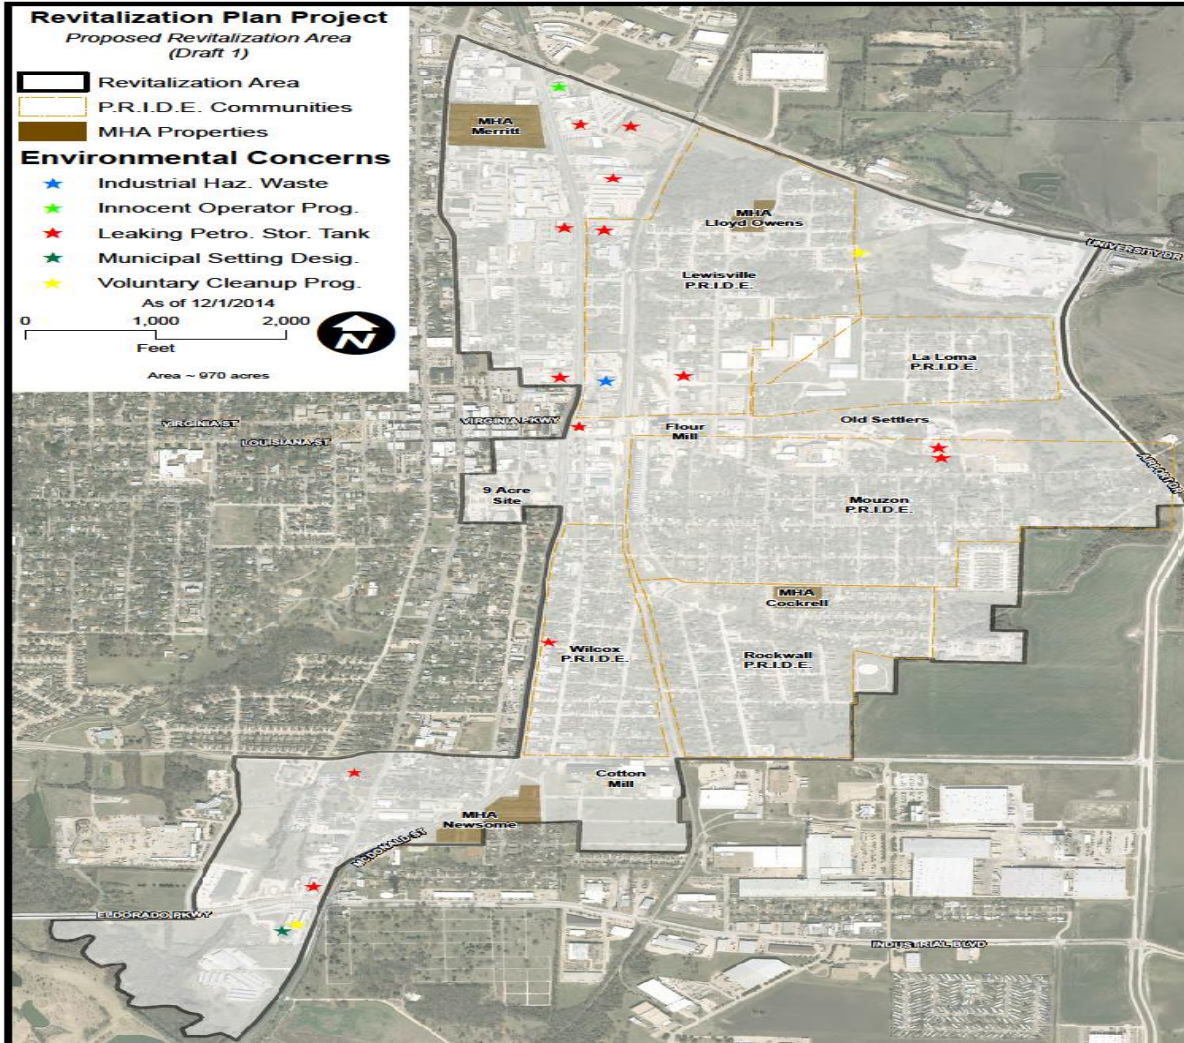 Revitalization Plan Project
Proposed Revitalization Area
(Draft 1)
Revitalization Area
P.R.I.D.E. Communities
MHA Properties
Environmental Concerns
Industrial Haz. Waste
Innocent Operator Prog.
Leaking Petro. Stor. Tank
Municipal Setting Desig.
Voluntary Cleanup Prog.
As of 12/1/2014
0 1,000 2,000
Feet
N
Area ~ 970 acres
MHA
Merritt
MHA
Lloyd Owens
UNIVERSITY DR
Lewisville
P.R.I.D.E.
La Loma
P.R.I.D.E.
VIRGINIA ST
LOUISIANA ST
VIRGINIA PKWY
Flour
Mill
Old Settlers
AIRPORT DR
9 Acre
Site
Mouzon
P.R.I.D.E.
MHA
Cockrell
Wilcox
P.R.I.D.E.
Rockwall
P.R.I.D.E.
Cotton
Mill
MHA
Newsome
MCDONALD ST
ELDORADO PKWY
INDUSTRIAL BLVD